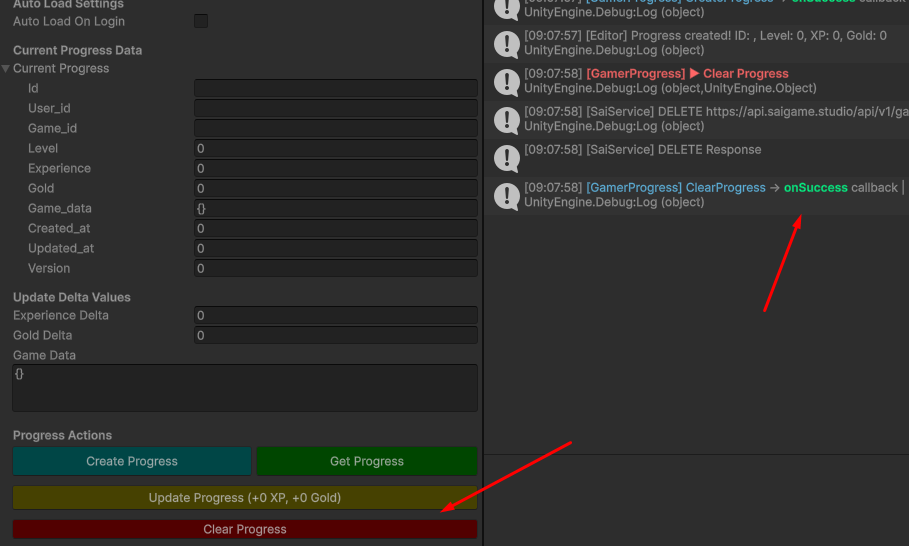 Auto Load Settings
Auto Load On Login
Current Progress Data
Current Progress
Id
User_id
Game_id
Level 0
Experience 0
Gold 0
Game_data {}
Created_at 0
Updated_at 0
Version 0
Update Delta Values
Experience Delta 0
Gold Delta 0
Game Data
{}
Progress Actions
Create Progress Get Progress
Update Progress (+0 XP, +0 Gold)
Clear Progress
onSuccess callback
UnityEngine.Debug:Log (object)
[09:07:57] [Editor] Progress created! ID: , Level: 0, XP: 0, Gold: 0
UnityEngine.Debug:Log (object)
[09:07:58] [GamerProgress] ▶ Clear Progress
UnityEngine.Debug:Log (object,UnityEngine.Object)
[09:07:58] [SaiService] DELETE https://api.saigame.studio/api/v1/ga
UnityEngine.Debug:Log (object)
[09:07:58] [SaiService] DELETE Response
[09:07:58] [GamerProgress] ClearProgress → onSuccess callback |
UnityEngine.Debug:Log (object)